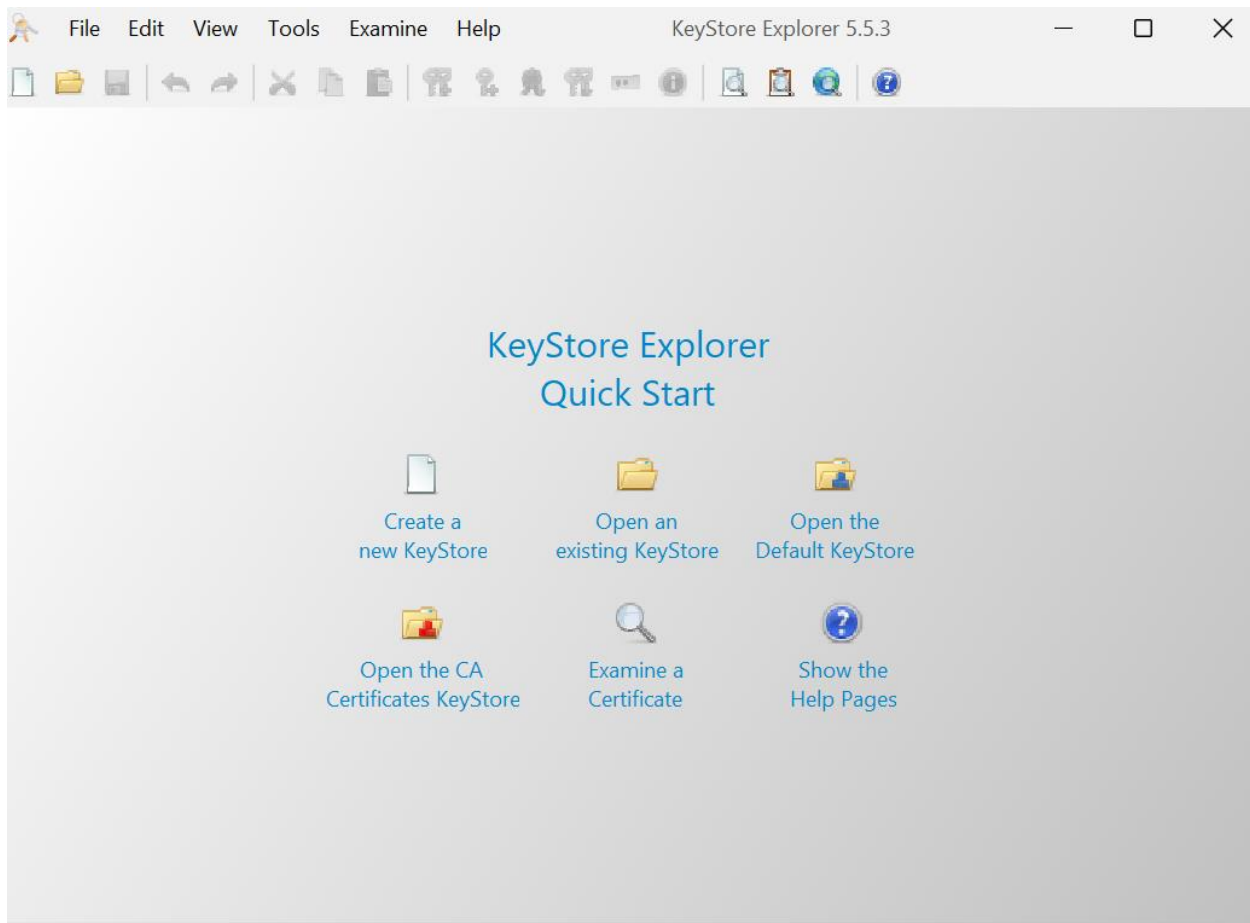 File Edit View Tools Examine Help KeyStore Explorer 5.5.3
KeyStore Explorer
Quick Start
Create a
new KeyStore
Open an
existing KeyStore
Open the
Default KeyStore
Open the CA
Certificates KeyStore
Examine a
Certificate
Show the
Help Pages